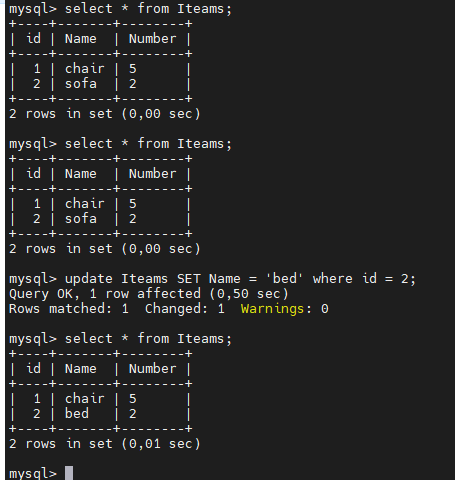 mysql> select * from Iteams;
+----+-------+--------+
| id | Name  | Number |
+----+-------+--------+
|  1 | chair | 5      |
|  2 | sofa  | 2      |
+----+-------+--------+
2 rows in set (0,00 sec)

mysql> select * from Iteams;
+----+-------+--------+
| id | Name  | Number |
+----+-------+--------+
|  1 | chair | 5      |
|  2 | sofa  | 2      |
+----+-------+--------+
2 rows in set (0,00 sec)

mysql> update Iteams SET Name = 'bed' where id = 2;
Query OK, 1 row affected (0,50 sec)
Rows matched: 1  Changed: 1  Warnings: 0

mysql> select * from Iteams;
+----+-------+--------+
| id | Name  | Number |
+----+-------+--------+
|  1 | chair | 5      |
|  2 | bed   | 2      |
+----+-------+--------+
2 rows in set (0,01 sec)

mysql>